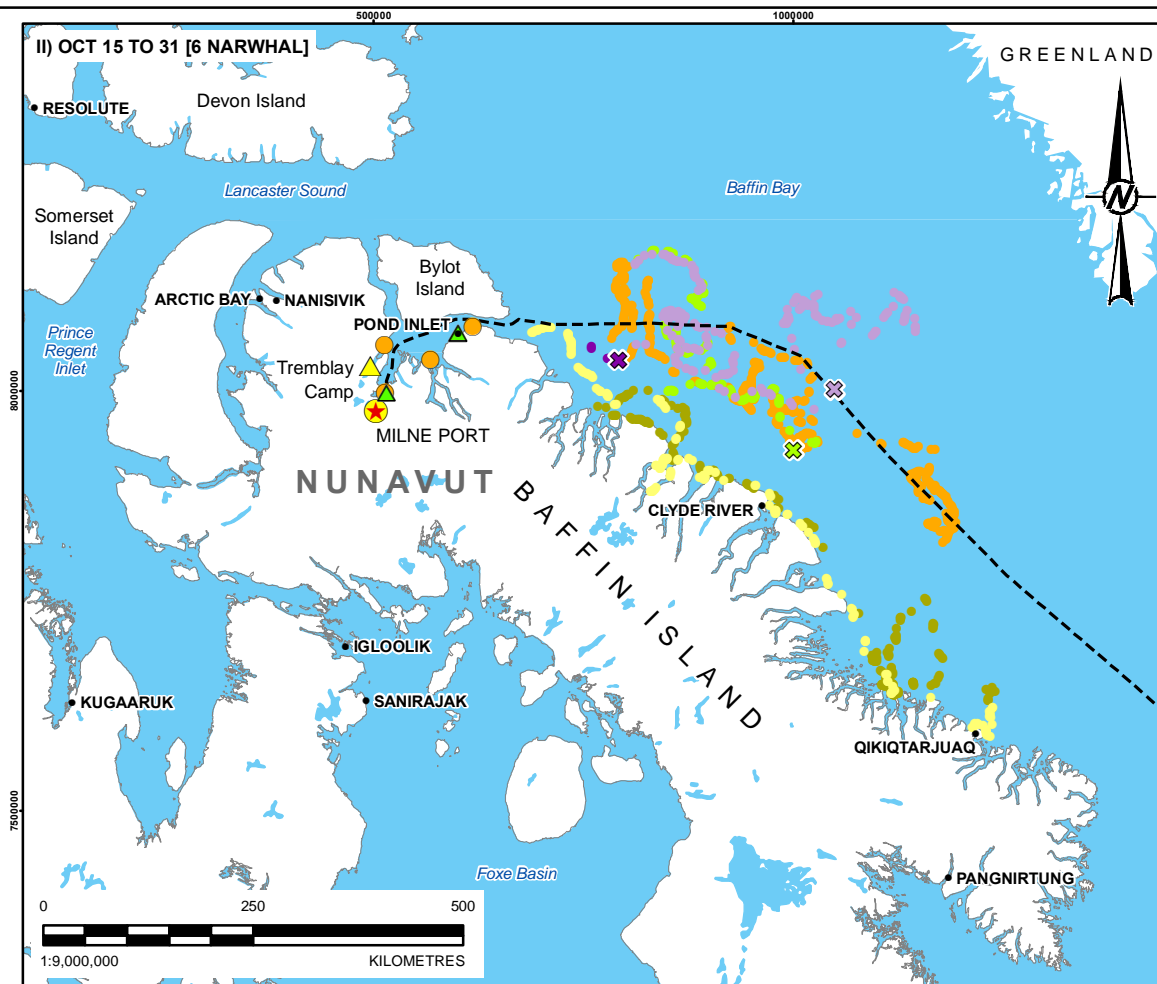 500000
1000000
II) OCT 15 TO 31 [6 NARWHAL]
GREENLAND
Devon Island
RESOLUTE
Lancaster Sound
Baffin Bay
N
Somerset
Island
Bylot
Island
ARCTIC BAY
NANISIVIK
POND INLET
Prince
Regent
Inlet
Tremblay
Camp
8000000
MILNE PORT
NUNAVUT
CLYDE RIVER
BAFFIN ISLAND
IGLOOLIK
SANIRAJAK
KUGAARUK
QIKIQTARJUAQ
7500000
Foxe Basin
PANGNIRTUNG
0
250
500
1:9,000,000
KILOMETRES